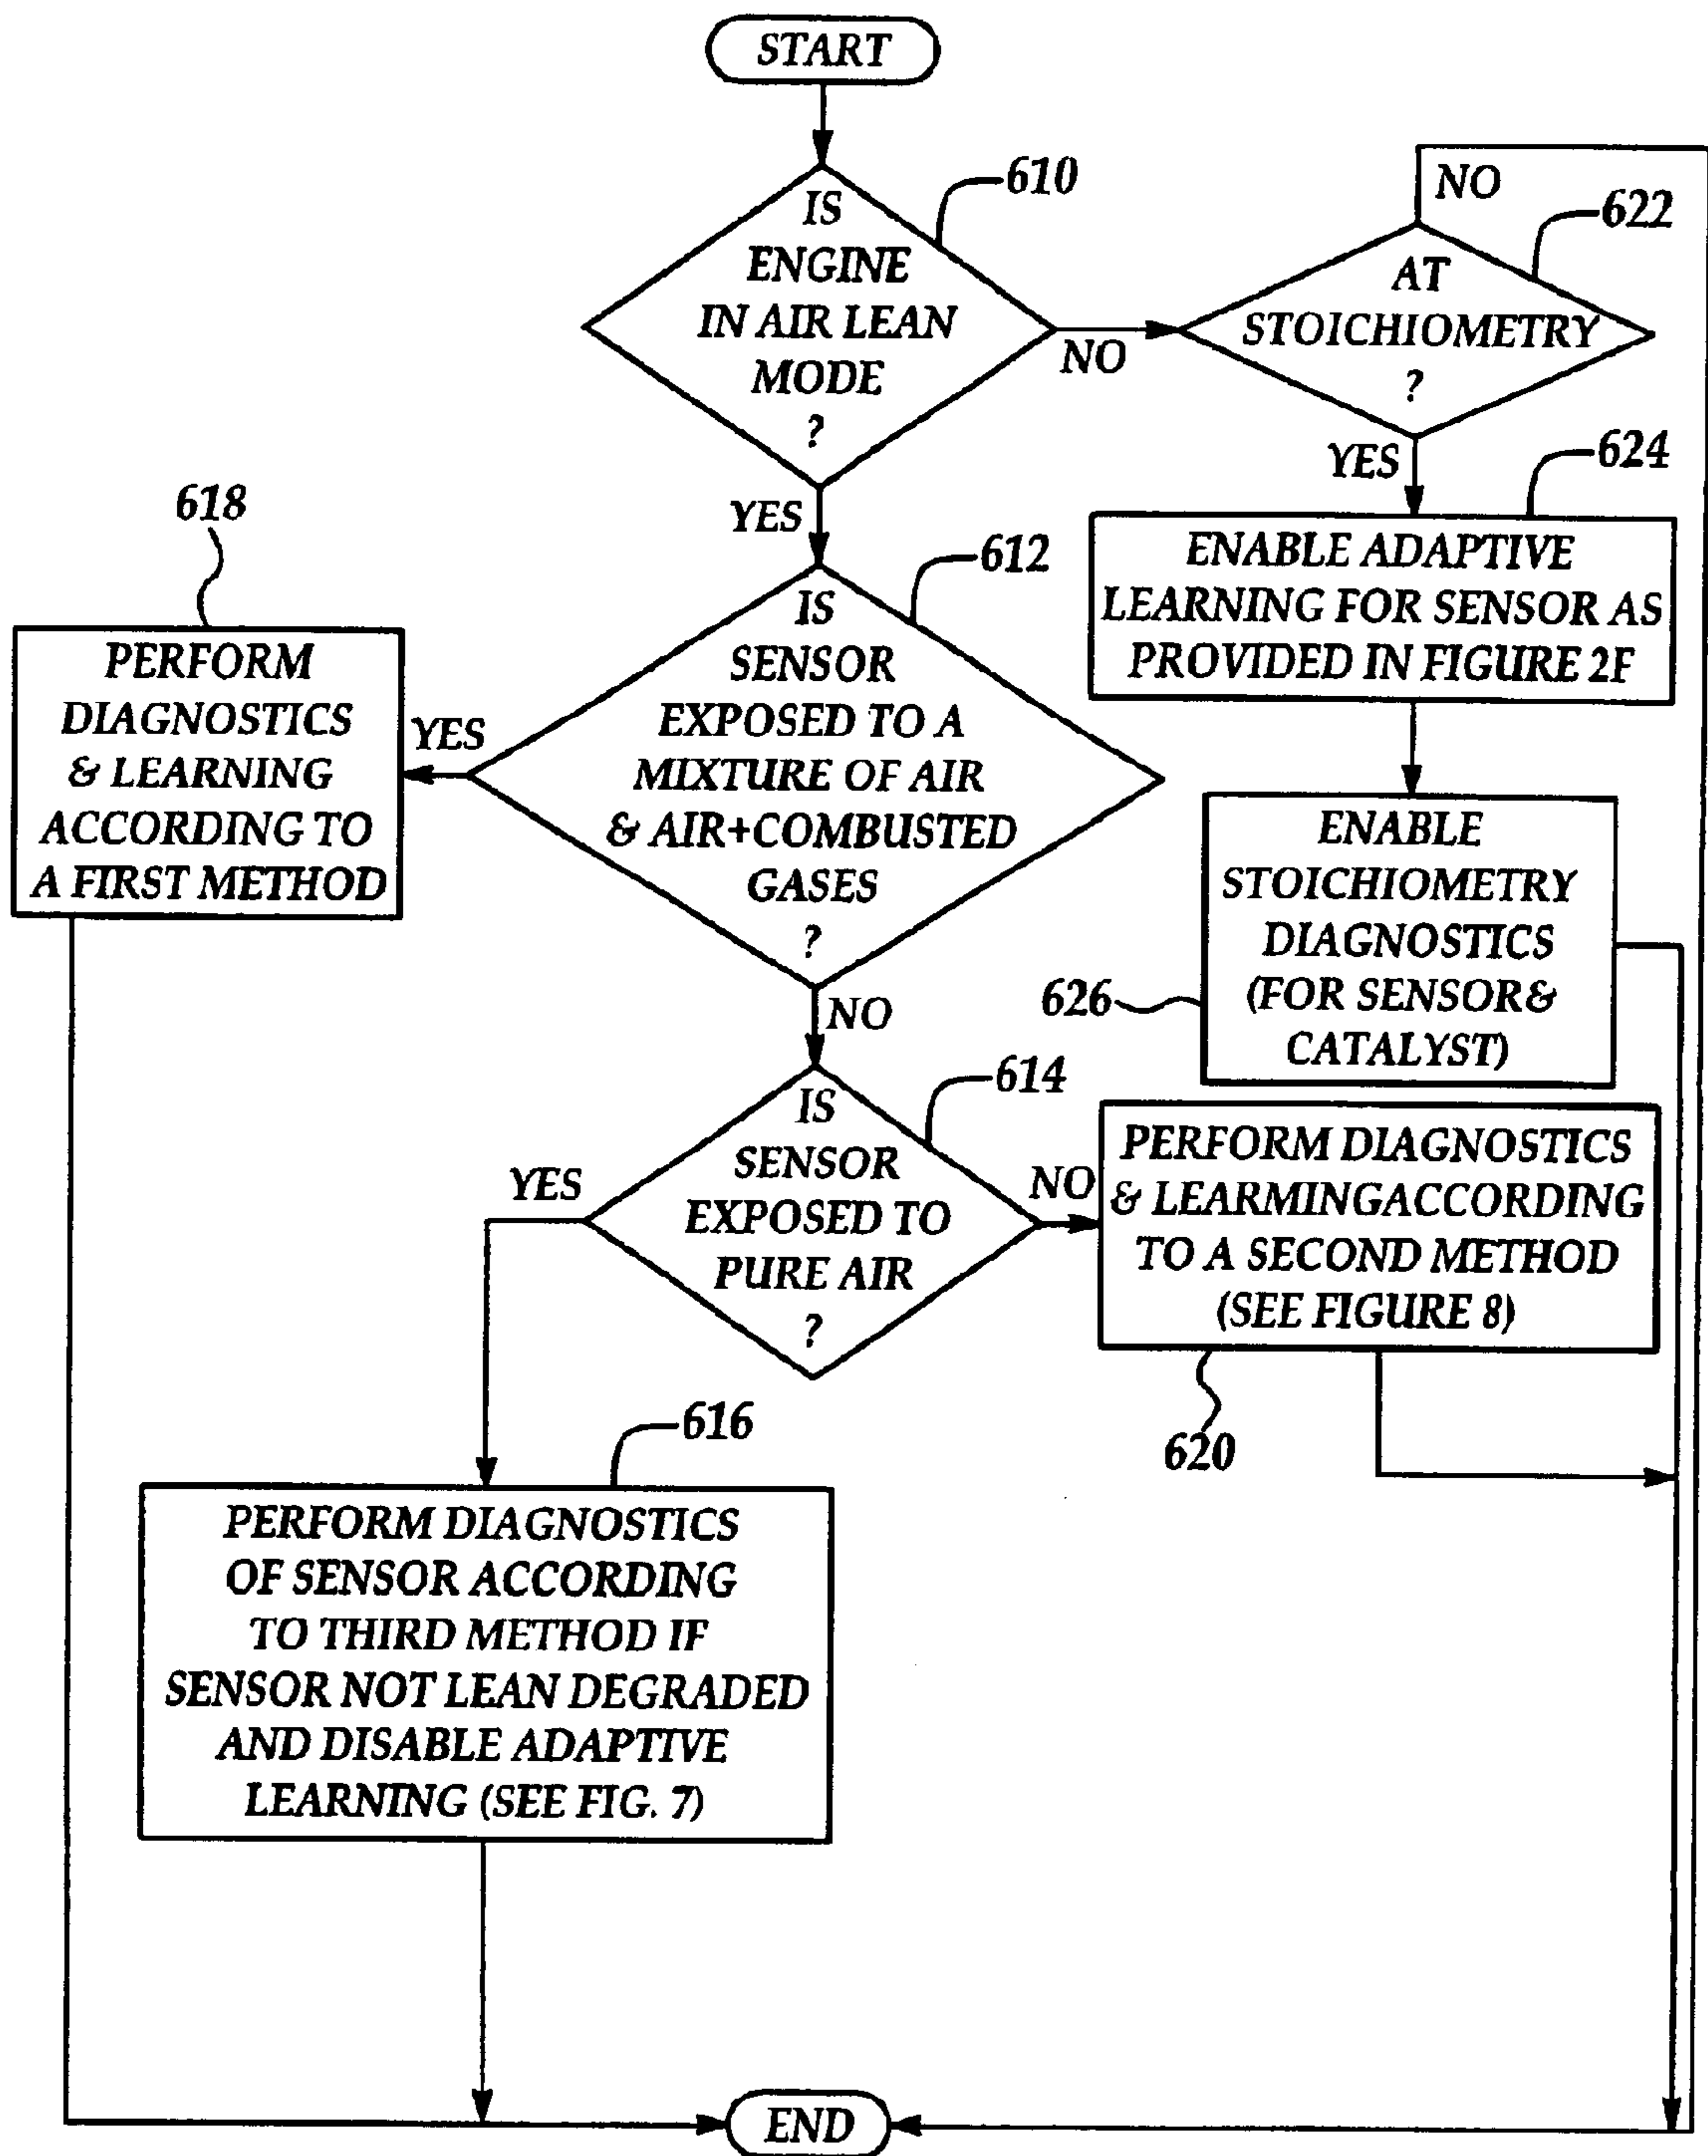 START
610
IS
ENGINE
IN AIR LEAN
MODE
?
NO
YES
NO
622
AT
STOICHIOMETRY
?
YES
624
ENABLE ADAPTIVE
LEARNING FOR SENSOR AS
PROVIDED IN FIGURE 2F
618
PERFORM
DIAGNOSTICS
& LEARNING
ACCORDING TO
A FIRST METHOD
YES
612
IS
SENSOR
EXPOSED TO A
MIXTURE OF AIR
& AIR+COMBUSTED
GASES
?
NO
626
ENABLE
STOICHIOMETRY
DIAGNOSTICS
(FOR SENSOR&
CATALYST)
614
IS
SENSOR
EXPOSED TO
PURE AIR
?
YES
NO
PERFORM DIAGNOSTICS
& LEARMINGACCORDING
TO A SECOND METHOD
(SEE FIGURE 8)
620
616
PERFORM DIAGNOSTICS
OF SENSOR ACCORDING
TO THIRD METHOD IF
SENSOR NOT LEAN DEGRADED
AND DISABLE ADAPTIVE
LEARNING (SEE FIG. 7)
END